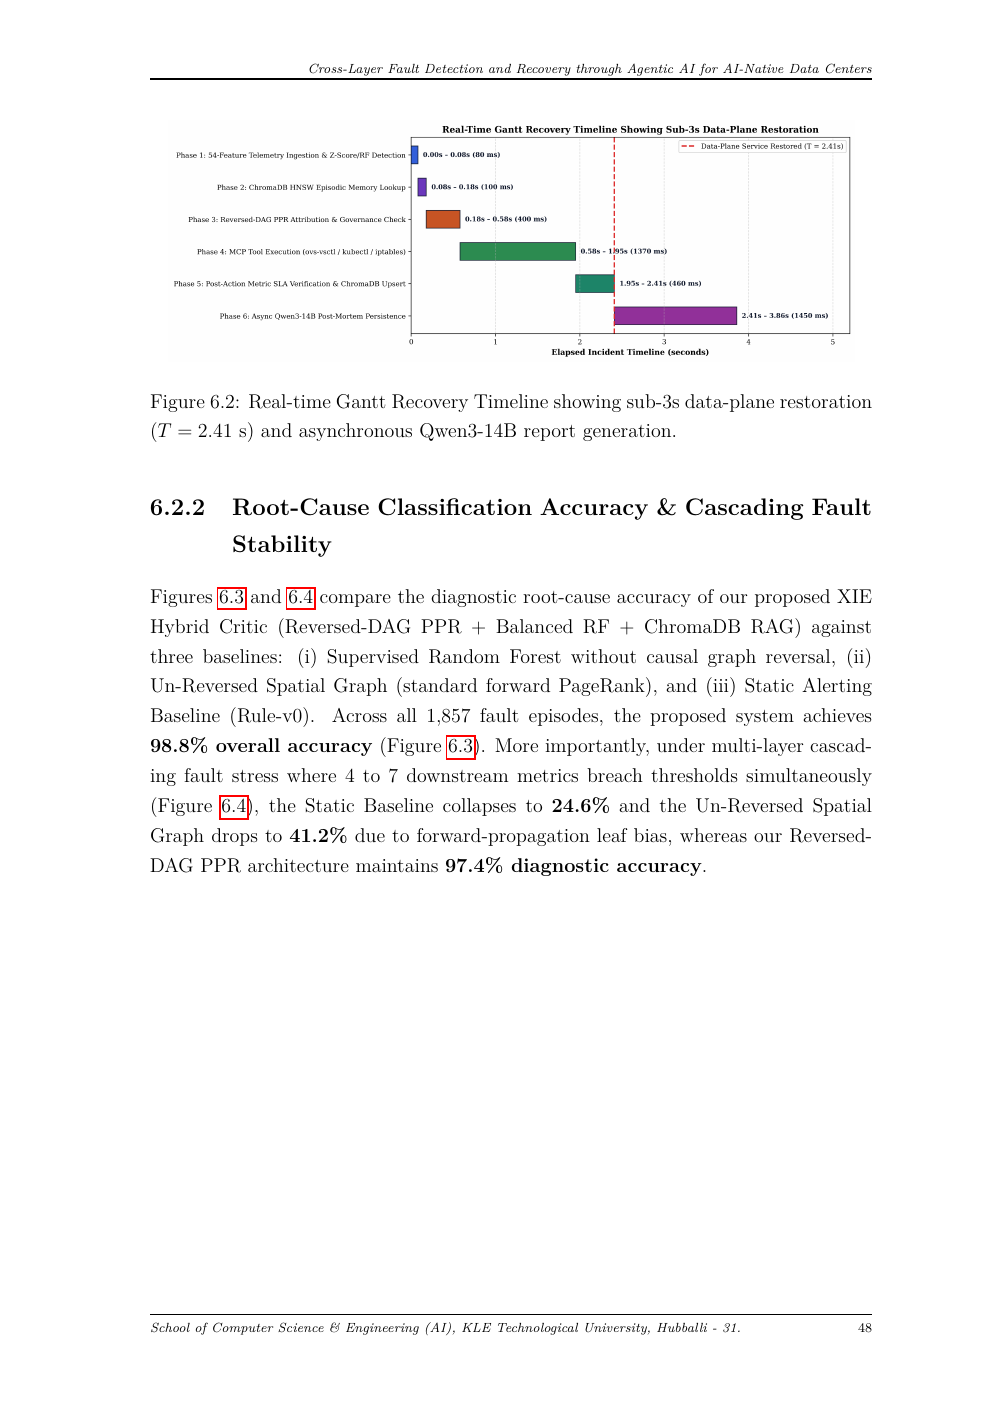 Cross-Layer Fault Detection and Recovery through Agentic AI for AI-Native Data Centers
Real-Time Gantt Recovery Timeline Showing Sub-3s Data-Plane Restoration
Data-Plane Service Restored (T = 2.41s)
Phase 1: 54-Feature Telemetry Ingestion & Z-Score/RF Detection 0.00s – 0.08s (80 ms)
Phase 2: ChromaDB HNSW Episodic Memory Lookup 0.08s – 0.18s (100 ms)
Phase 3: Reversed-DAG PPR Attribution & Governance Check 0.18s – 0.58s (400 ms)
Phase 4: MCP Tool Execution (ovs-vsctl / kubectl / iptables) 0.58s – 1.95s (1370 ms)
Phase 5: Post-Action Metric SLA Verification & ChromaDB Upsert 1.95s – 2.41s (460 ms)
Phase 6: Async Qwen3-14B Post-Mortem Persistence 2.41s – 3.86s (1450 ms)
0 1 2 3 4 5
Elapsed Incident Timeline (seconds)
Figure 6.2: Real-time Gantt Recovery Timeline showing sub-3s data-plane restoration
(T = 2.41 s) and asynchronous Qwen3-14B report generation.
6.2.2 Root-Cause Classification Accuracy & Cascading Fault
Stability
Figures 6.3 and 6.4 compare the diagnostic root-cause accuracy of our proposed XIE
Hybrid Critic (Reversed-DAG PPR + Balanced RF + ChromaDB RAG) against
three baselines: (i) Supervised Random Forest without causal graph reversal, (ii)
Un-Reversed Spatial Graph (standard forward PageRank), and (iii) Static Alerting
Baseline (Rule-v0). Across all 1,857 fault episodes, the proposed system achieves
98.8% overall accuracy (Figure 6.3). More importantly, under multi-layer cascad-
ing fault stress where 4 to 7 downstream metrics breach thresholds simultaneously
(Figure 6.4), the Static Baseline collapses to 24.6% and the Un-Reversed Spatial
Graph drops to 41.2% due to forward-propagation leaf bias, whereas our Reversed-
DAG PPR architecture maintains 97.4% diagnostic accuracy.
School of Computer Science & Engineering (AI), KLE Technological University, Hubballi - 31. 48